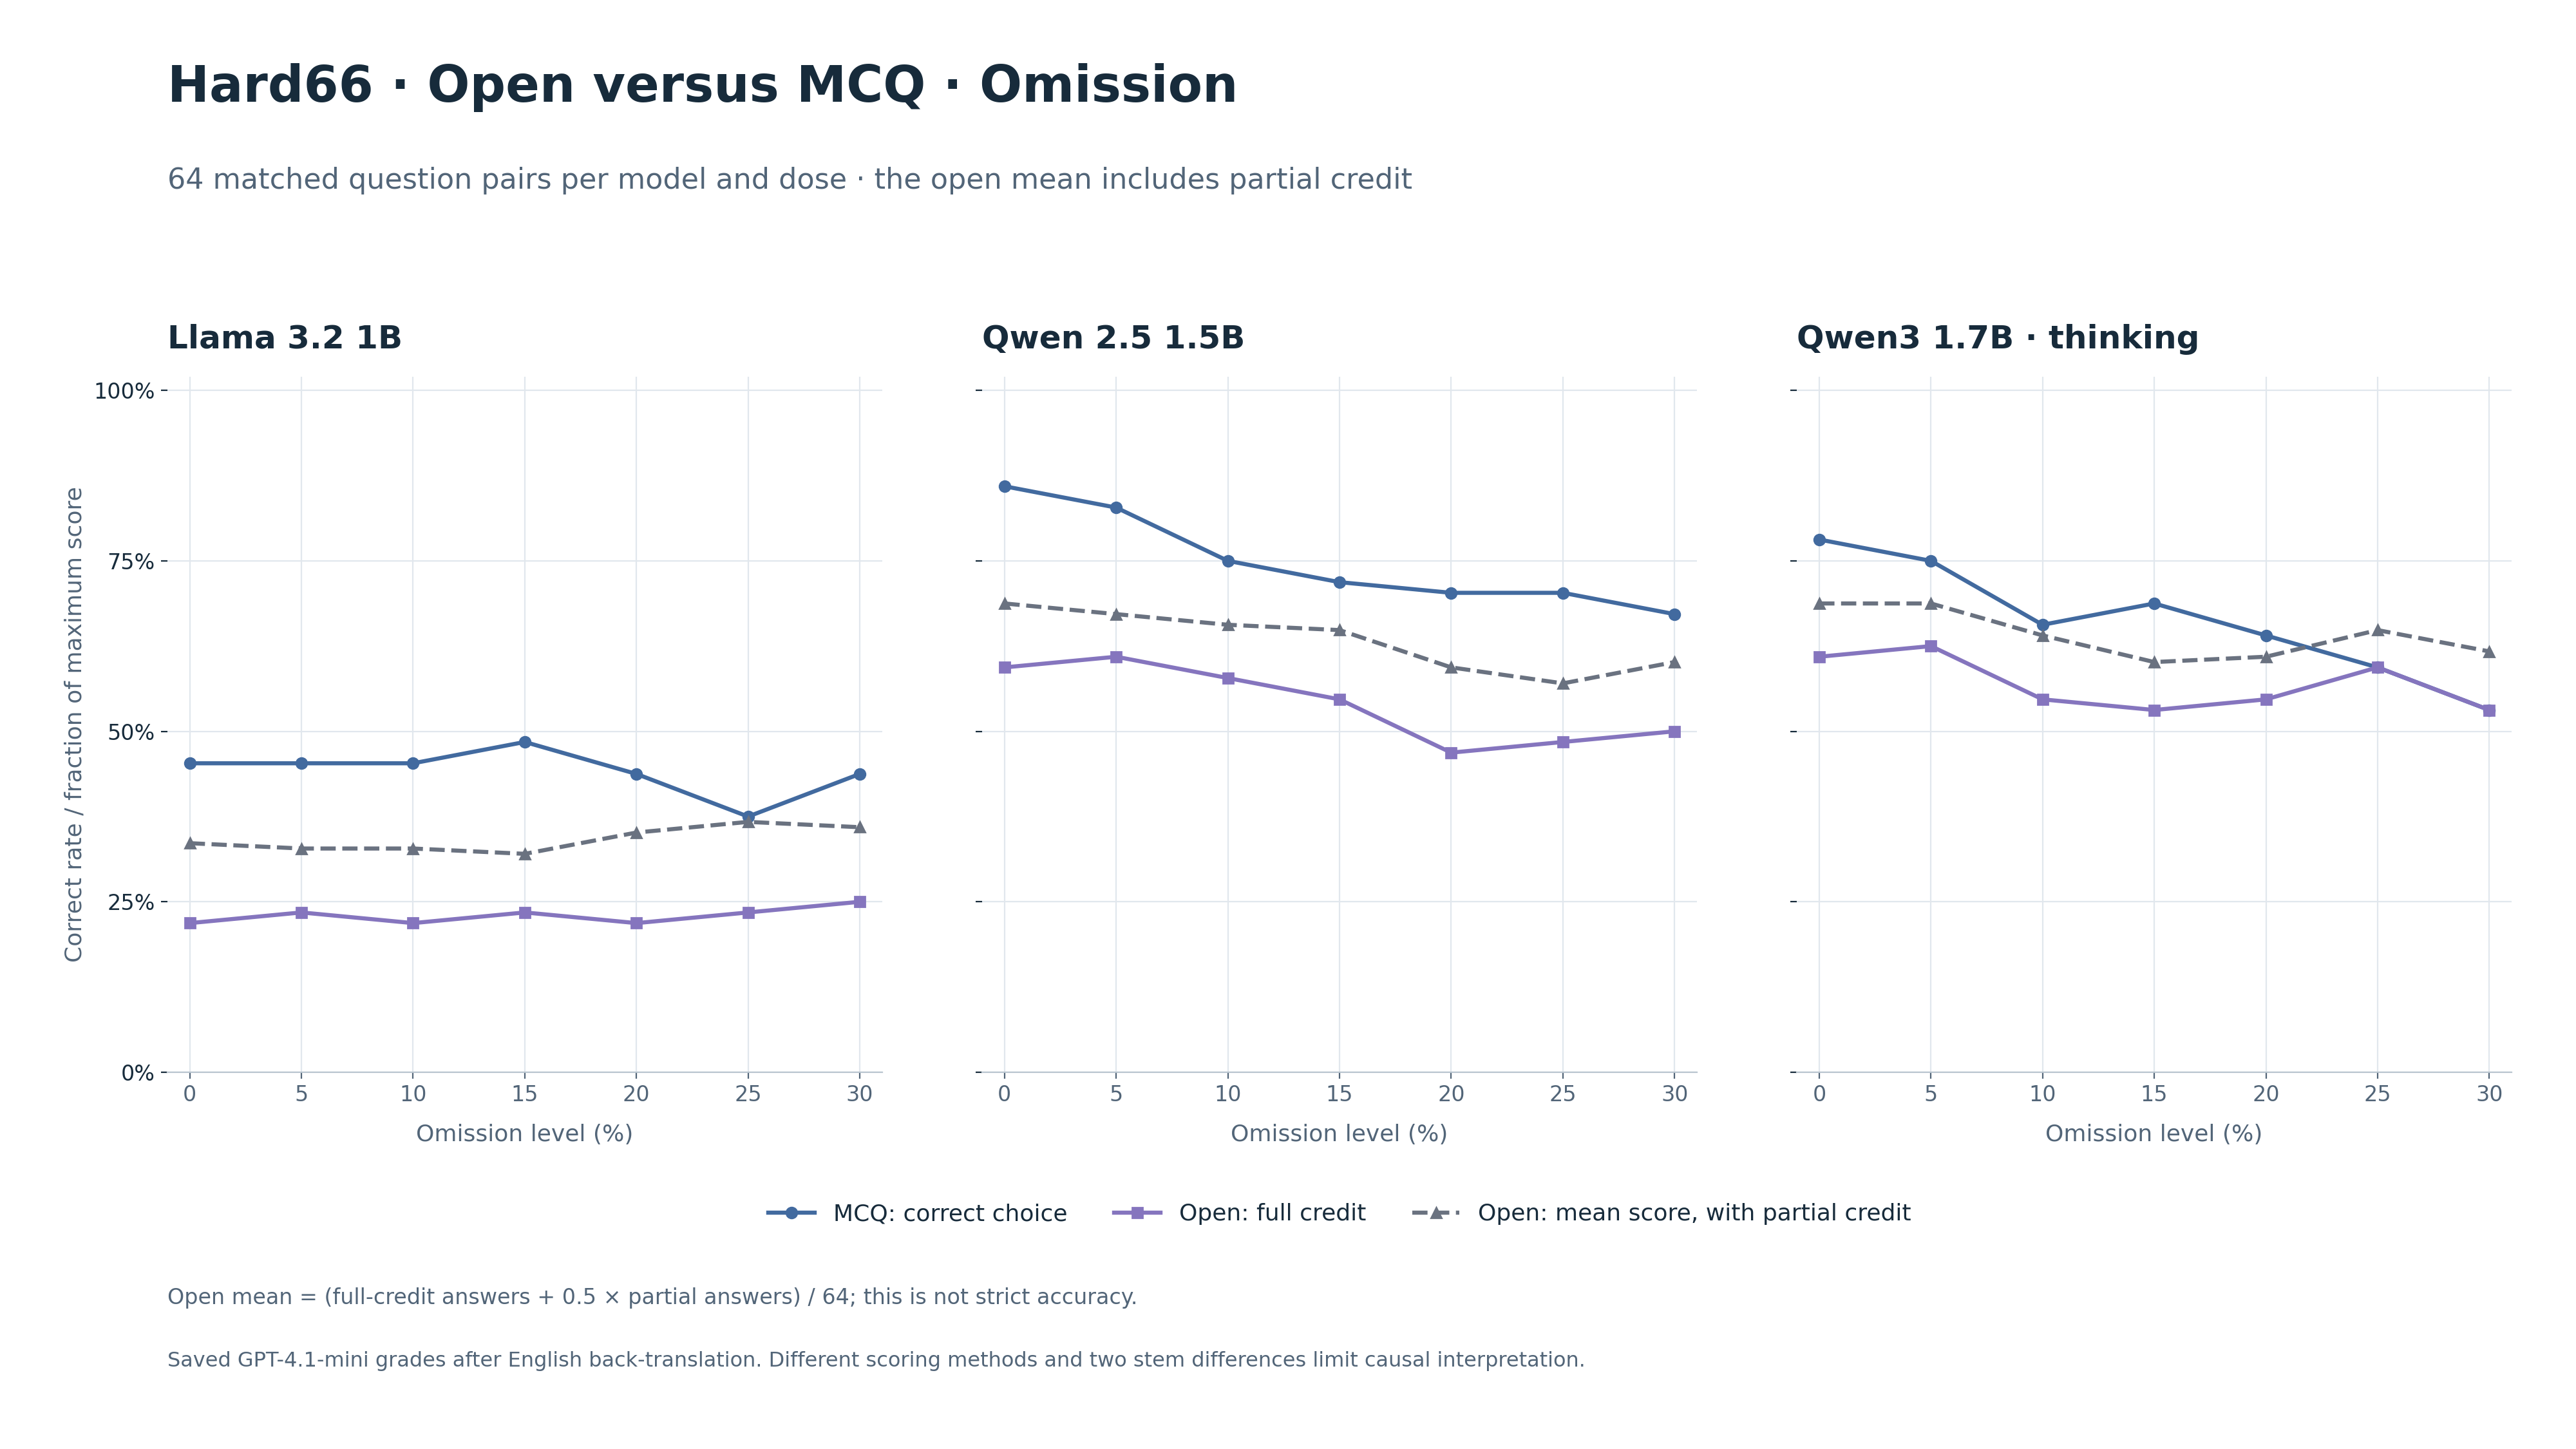 Hard66 · Open versus MCQ · Omission
64 matched question pairs per model and dose · the open mean includes partial credit
Llama 3.2 1B
Qwen 2.5 1.5B
Qwen3 1.7B · thinking
Correct rate / fraction of maximum score
100%
75%
50%
25%
0%
0 5 10 15 20 25 30
0 5 10 15 20 25 30
0 5 10 15 20 25 30
Omission level (%)
Omission level (%)
Omission level (%)
MCQ: correct choice
Open: full credit
Open: mean score, with partial credit
Open mean = (full-credit answers + 0.5 × partial answers) / 64; this is not strict accuracy.
Saved GPT-4.1-mini grades after English back-translation. Different scoring methods and two stem differences limit causal interpretation.